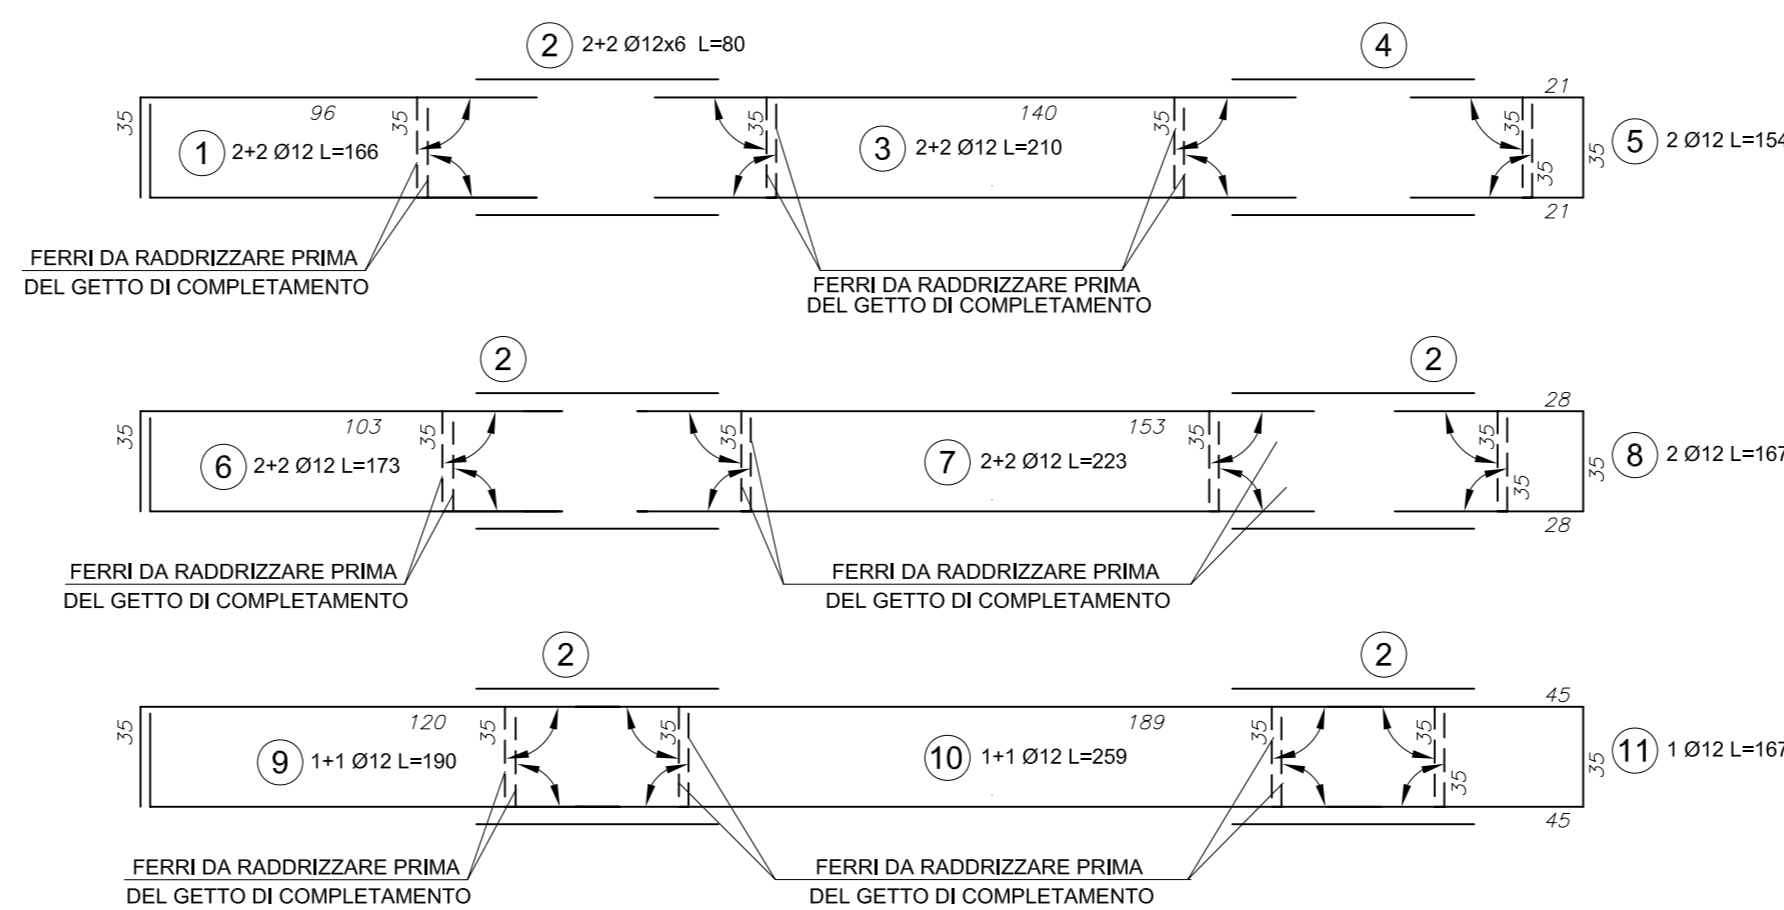 2 2+2 Ø12x6 L=80 4
35 96 35 35 140 35 35 21
1 2+2 Ø12 L=166 3 2+2 Ø12 L=210 35 35 5 2 Ø12 L=154
21
FERRI DA RADDRIZZARE PRIMA
DEL GETTO DI COMPLETAMENTO
FERRI DA RADDRIZZARE PRIMA
DEL GETTO DI COMPLETAMENTO
2 2
35 103 35 35 153 35 35 28
6 2+2 Ø12 L=173 7 2+2 Ø12 L=223 35 35 8 2 Ø12 L=167
28
FERRI DA RADDRIZZARE PRIMA
DEL GETTO DI COMPLETAMENTO
FERRI DA RADDRIZZARE PRIMA
DEL GETTO DI COMPLETAMENTO
2 2
35 120 35 35 189 35 35 45
9 1+1 Ø12 L=190 10 1+1 Ø12 L=259 35 35 11 1 Ø12 L=167
45
FERRI DA RADDRIZZARE PRIMA
DEL GETTO DI COMPLETAMENTO
FERRI DA RADDRIZZARE PRIMA
DEL GETTO DI COMPLETAMENTO